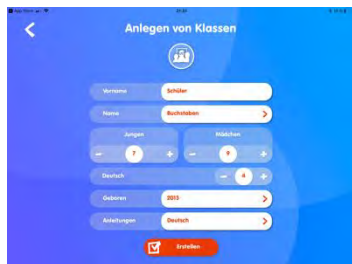 Anlegen von Klassen
Vorname Schüler
Name Buchstaben
Jungen Mädchen
- 7 + - 9 +
Deutsch - 4 +
Geboren 2013
Anleitungen Deutsch
Erstellen